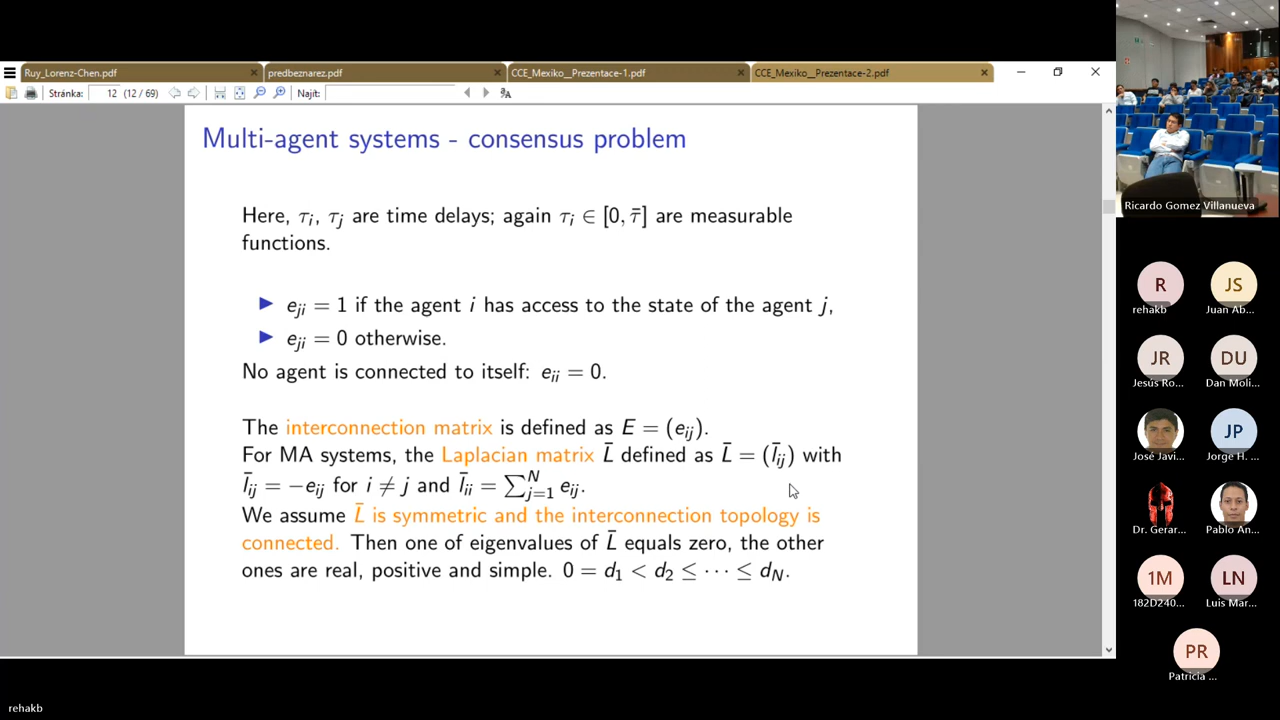 Ruy_Lorenz-Chen.pdf
predbeznarez.pdf
CCE_Mexiko__Prezentace-1.pdf
CCE_Mexiko__Prezentace-2.pdf
Stránka: 12 (12 / 69)
Najít:
Multi-agent systems - consensus problem
Here, τᵢ, τⱼ are time delays; again τᵢ ∈ [0, τ̄] are measurable
functions.
▶ eⱼᵢ = 1 if the agent i has access to the state of the agent j,
▶ eⱼᵢ = 0 otherwise.
No agent is connected to itself: eᵢᵢ = 0.
The interconnection matrix is defined as E = (eᵢⱼ).
For MA systems, the Laplacian matrix L̄ defined as L̄ = (l̄ᵢⱼ) with
l̄ᵢⱼ = −eᵢⱼ for i ≠ j and l̄ᵢᵢ = ∑ᴺⱼ₌₁ eᵢⱼ.
We assume L̄ is symmetric and the interconnection topology is
connected. Then one of eigenvalues of L̄ equals zero, the other
ones are real, positive and simple. 0 = d₁ < d₂ ≤ ⋯ ≤ d_N.
Ricardo Gomez Villanueva
R
rehakb
JS
Juan Ab...
JR
Jesús Ro...
DU
Dan Moli...
José Javi...
JP
Jorge H. ...
Dr. Gerar...
Pablo An...
1M
182D240...
LN
Luis Mar...
PR
Patricia ...
rehakb